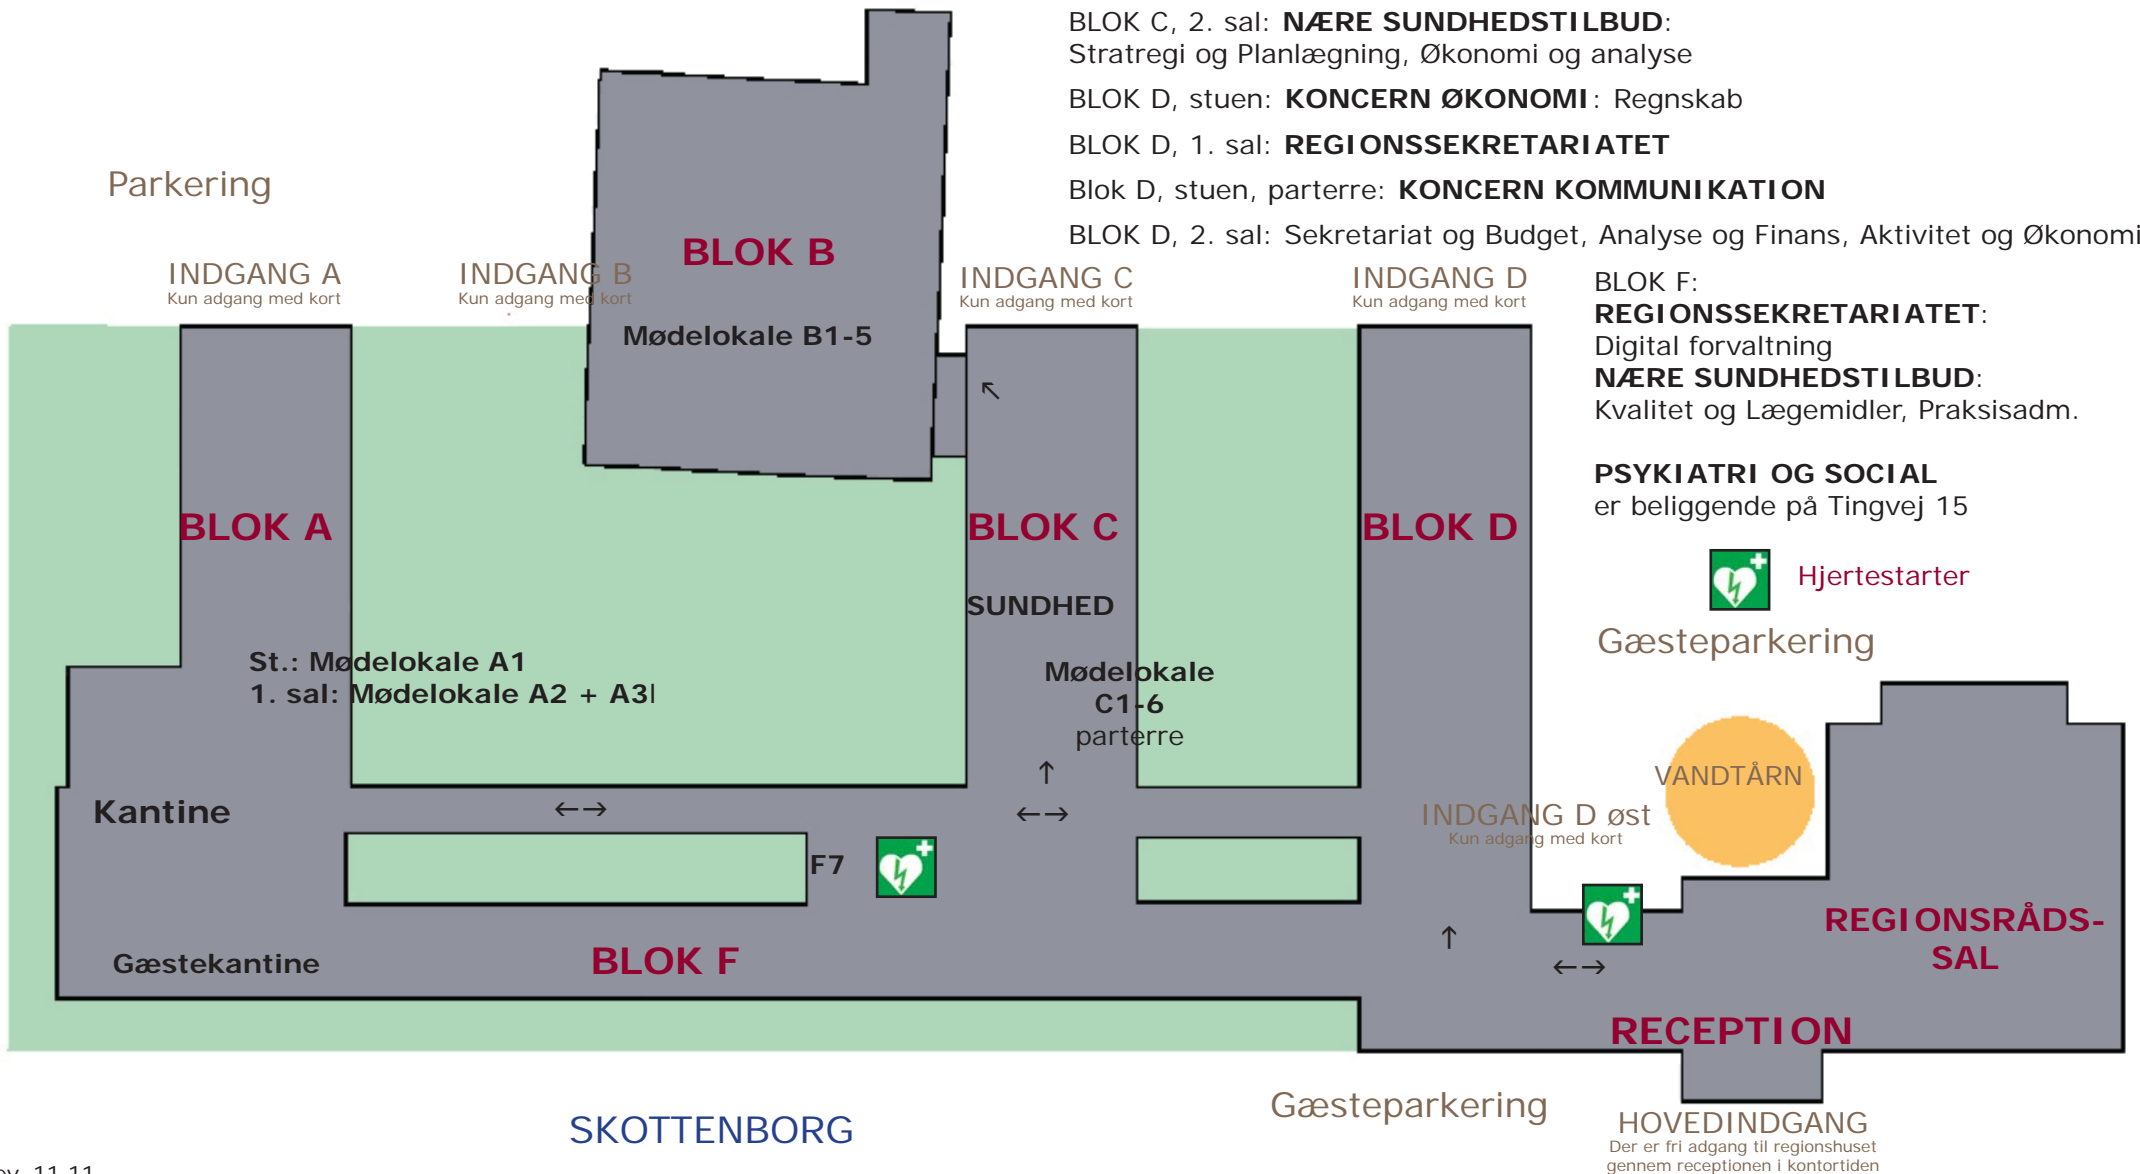 BLOK C, 2. sal: NÆRE SUNDHEDSTILBUD:
Stratregi og Planlægning, Økonomi og analyse
BLOK D, stuen: KONCERN ØKONOMI: Regnskab
BLOK D, 1. sal: REGIONSSEKRETARIATET
Blok D, stuen, parterre: KONCERN KOMMUNIKATION
BLOK D, 2. sal: Sekretariat og Budget, Analyse og Finans, Aktivitet og Økonomi
Parkering
BLOK B
INDGANG A
Kun adgang med kort
INDGANG B
Kun adgang med kort
INDGANG C
Kun adgang med kort
INDGANG D
Kun adgang med kort
BLOK F:
REGIONSSEKRETARIATET:
Digital forvaltning
NÆRE SUNDHEDSTILBUD:
Kvalitet og Lægemidler, Praksisadm.
Mødelokale B1-5
↖
PSYKIATRI OG SOCIAL
er beliggende på Tingvej 15
BLOK A
BLOK C
BLOK D
Hjertestarter
SUNDHED
Gæsteparkering
St.: Mødelokale A1
1. sal: Mødelokale A2 + A3l
Mødelokale
C1-6
parterre
↑
VANDTÅRN
Kantine
←→
←→
INDGANG D øst
Kun adgang med kort
F7
REGIONSRÅDS-
SAL
↑
←→
Gæstekantine
BLOK F
RECEPTION
SKOTTENBORG
Gæsteparkering
HOVEDINDGANG
Der er fri adgang til regionshuset
gennem receptionen i kontortiden
11.11